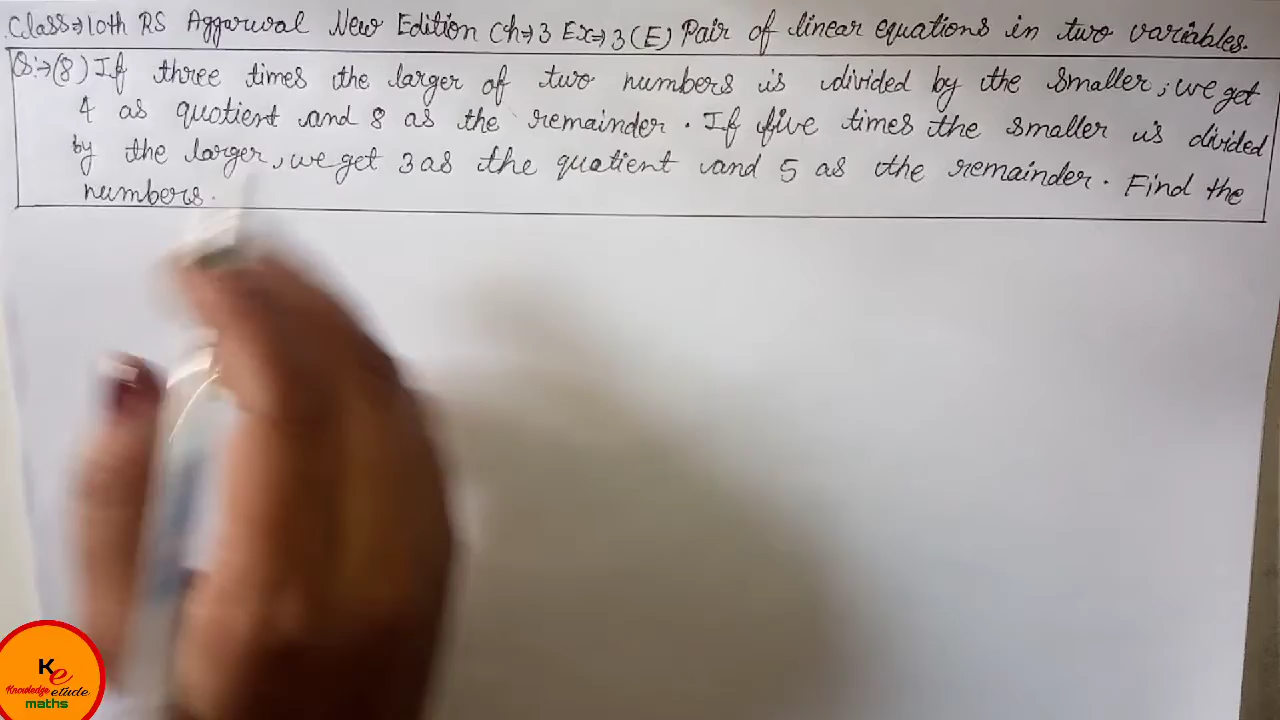 Class⇒10th RS Aggarwal New Edition Ch→3 Ex⇒3(E) Pair of linear equations in two variables.
Q:→(8) If three times the larger of two numbers is divided by the smaller, we get
4 as quotient and 8 as the remainder. If five times the smaller is divided
by the larger, we get 3 as the quotient and 5 as the remainder. Find the
numbers.
Ke
Knowledge etude
maths